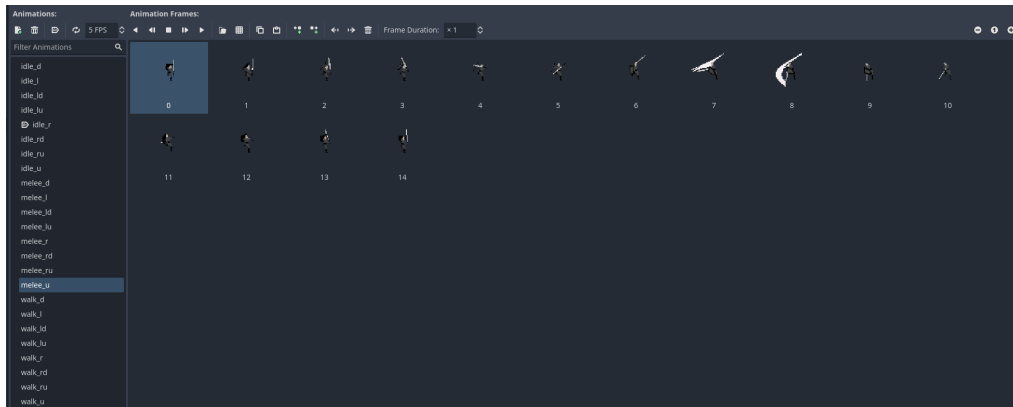 Animations:
Animation Frames:
5 FPS
Frame Duration: × 1
Filter Animations
idle_d
idle_l
idle_ld
idle_lu
idle_r
idle_rd
idle_ru
idle_u
melee_d
melee_l
melee_ld
melee_lu
melee_r
melee_rd
melee_ru
melee_u
walk_d
walk_l
walk_ld
walk_lu
walk_r
walk_rd
walk_ru
walk_u
0 1 2 3 4 5 6 7 8 9 10
11 12 13 14